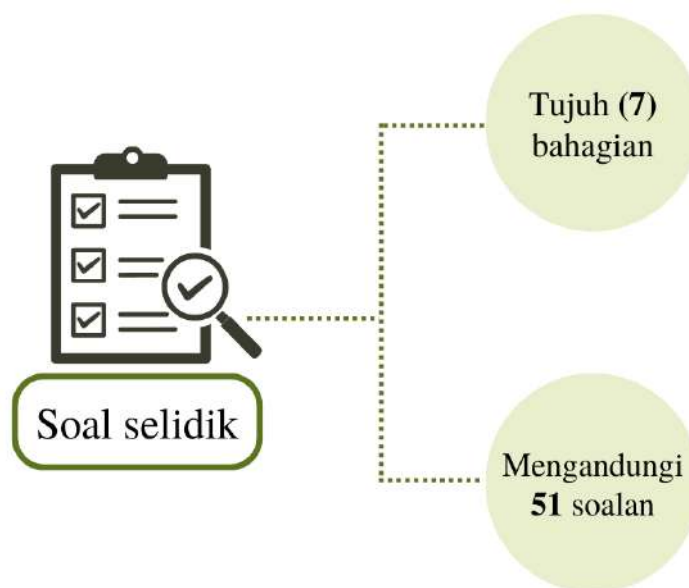 Tujuh (7)
bahagian
Soal selidik
Mengandungi
51 soalan